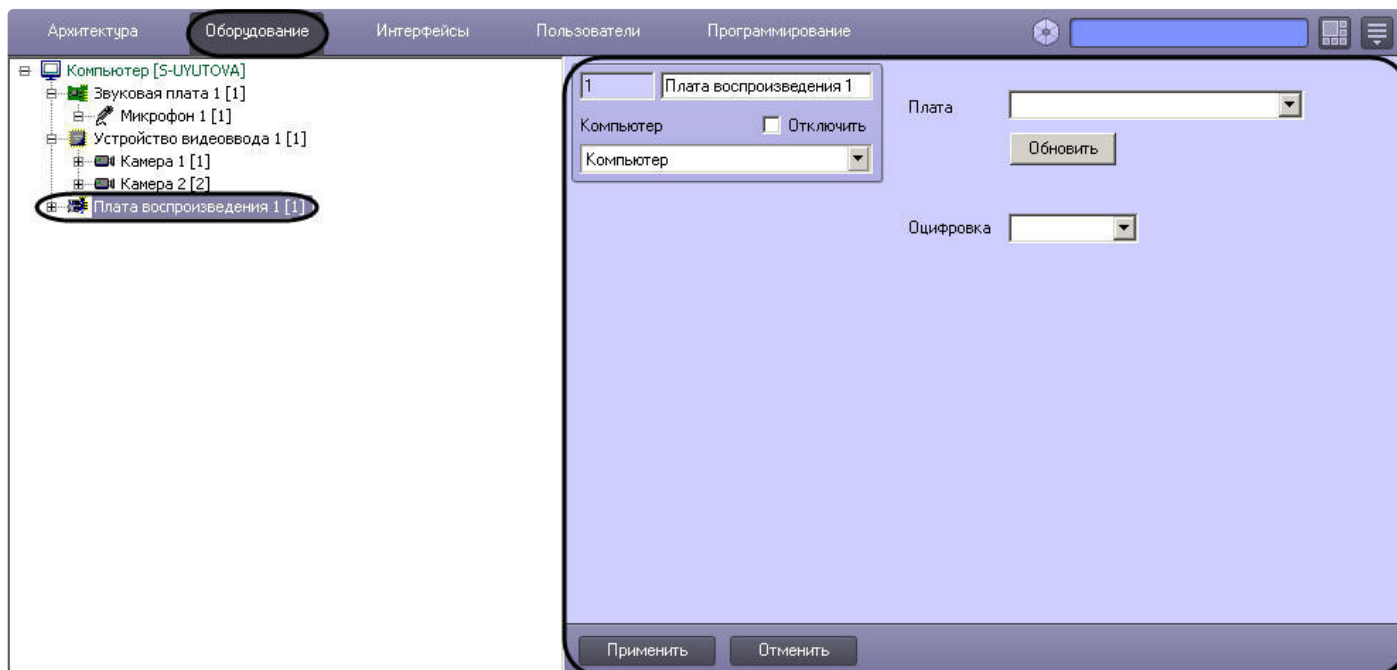 Архитектура Оборудование Интерфейсы Пользователи Программирование
Компьютер [S-UYUTOVA]
Звуковая плата 1 [1]
Микрофон 1 [1]
Устройство видеоввода 1 [1]
Камера 1 [1]
Камера 2 [2]
Плата воспроизведения 1 [1]
1 Плата воспроизведения 1
Компьютер Отключить
Компьютер
Плата
Обновить
Оцифровка
Применить Отменить